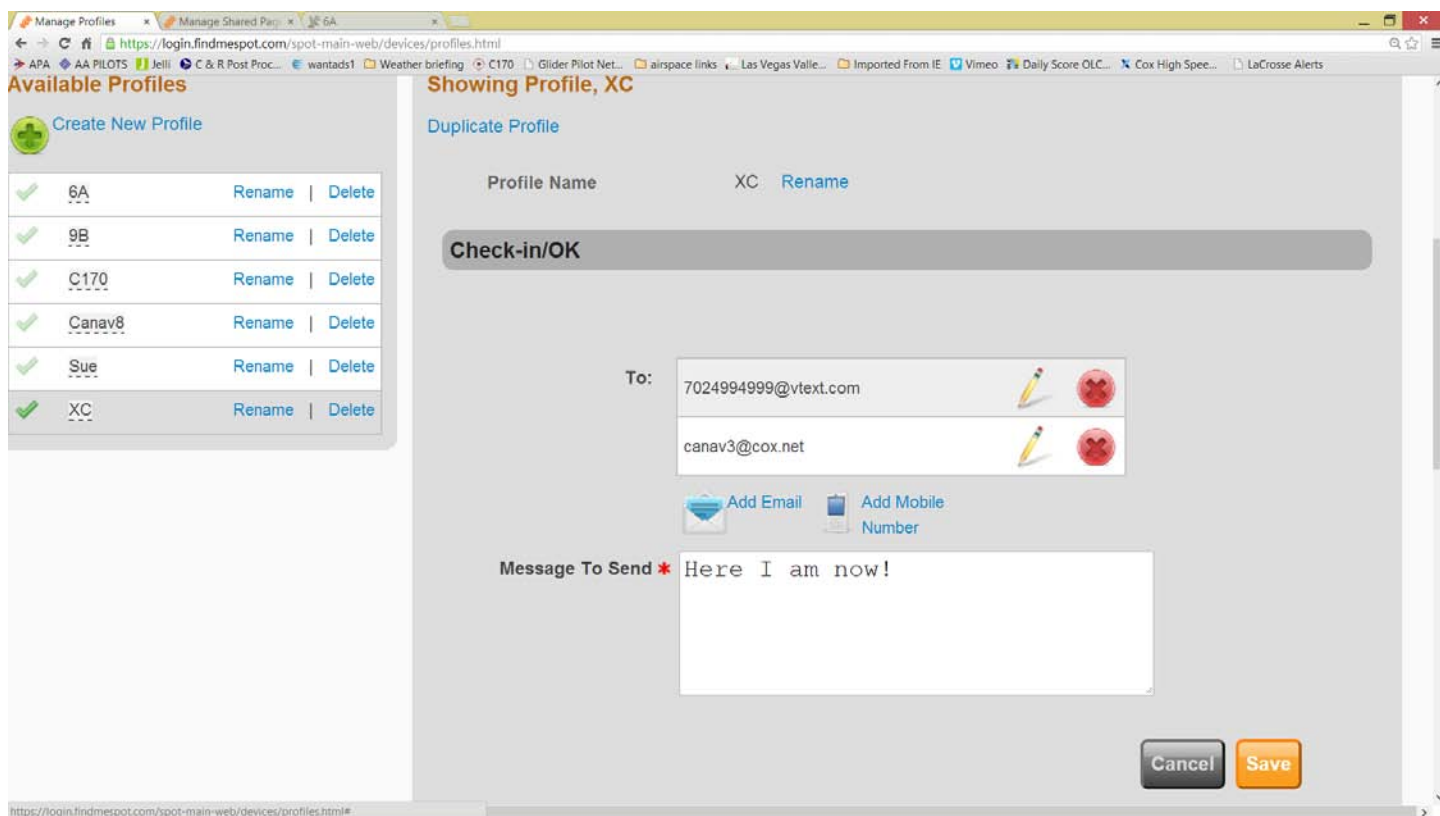 Manage Profiles
Manage Shared Pag
6A
https://login.findmespot.com/spot-main-web/devices/profiles.html
APA AA PILOTS Jelli C & R Post Proc... wantads1 Weather briefing C170 Glider Pilot Net... airspace links Las Vegas Valle... Imported From IE Vimeo Daily Score OLC... Cox High Spee... LaCrosse Alerts
Available Profiles
Create New Profile
6A Rename | Delete
9B Rename | Delete
C170 Rename | Delete
Canav8 Rename | Delete
Sue Rename | Delete
XC Rename | Delete
Showing Profile, XC
Duplicate Profile
Profile Name XC Rename
Check-in/OK
To: 7024994999@vtext.com
canav3@cox.net
Add Email Add Mobile
Number
Message To Send * Here I am now!
Cancel Save
https://login.findmespot.com/spot-main-web/devices/profiles.html#